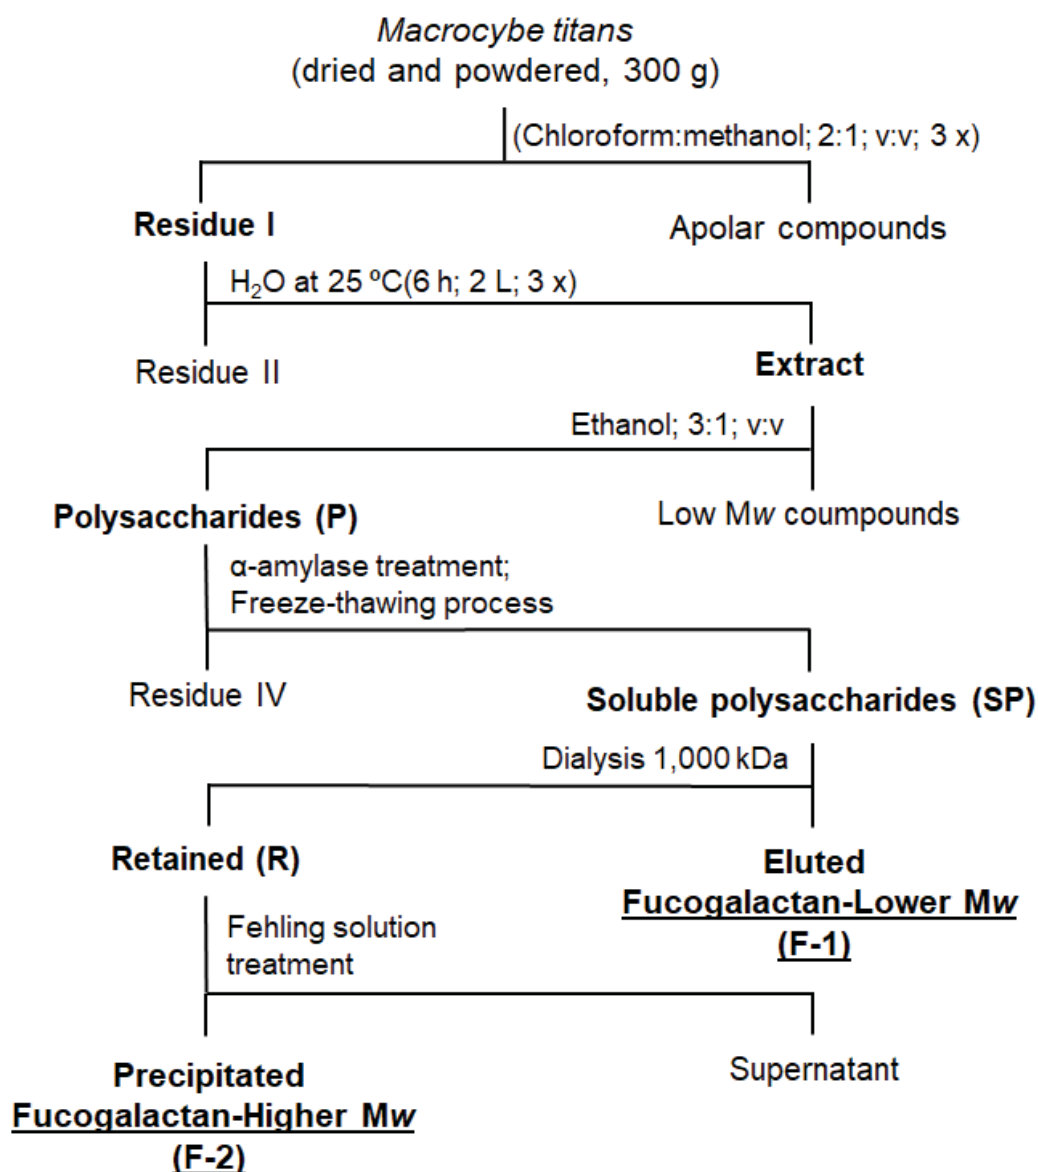 Macrocybe titans
(dried and powdered, 300 g)
(Chloroform:methanol; 2:1; v:v; 3 x)
Residue I
Apolar compounds
H₂O at 25 ºC(6 h; 2 L; 3 x)
Residue II
Extract
Ethanol; 3:1; v:v
Polysaccharides (P)
Low Mw coumpounds
α-amylase treatment;
Freeze-thawing process
Residue IV
Soluble polysaccharides (SP)
Dialysis 1,000 kDa
Retained (R)
Eluted
Fucogalactan-Lower Mw
(F-1)
Fehling solution
treatment
Precipitated
Fucogalactan-Higher Mw
(F-2)
Supernatant